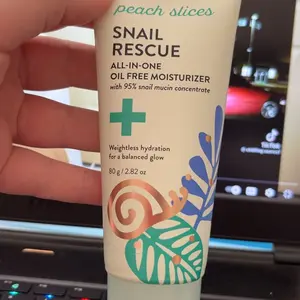 peach slices
SNAIL
RESCUE
ALL-IN-ONE
OIL FREE MOISTURIZER
with 95% snail mucin concentrate
Weightless hydration
for a balanced glow
80 g / 2.82 oz
TikTok